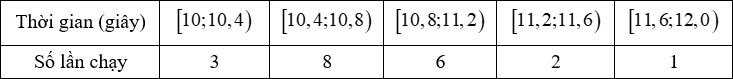 Thời gian (giây) [10;10,4) [10,4;10,8) [10,8;11,2) [11,2;11,6) [11,6;12,0)
Số lần chạy 3 8 6 2 1